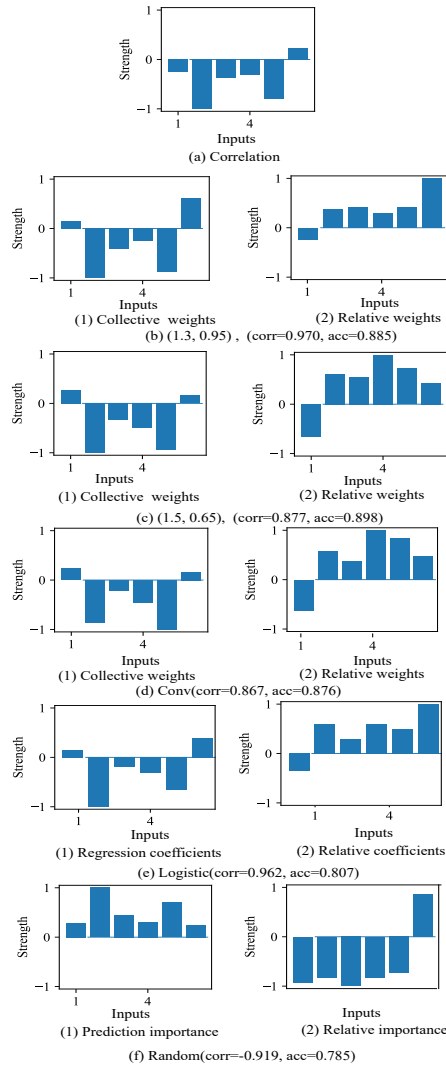 1
0
−1
Strength
1
4
Inputs
(a) Correlation
1
0
−1
Strength
1
4
Inputs
(1) Collective weights
1
0
−1
Strength
1
4
Inputs
(2) Relative weights
(b) (1.3, 0.95) , (corr=0.970, acc=0.885)
1
0
−1
Strength
1
4
Inputs
(1) Collective weights
1
0
−1
Strength
1
4
Inputs
(2) Relative weights
(c) (1.5, 0.65), (corr=0.877, acc=0.898)
1
0
−1
Strength
1
4
Inputs
(1) Collective weights
1
0
−1
Strength
1
4
Inputs
(2) Relative weights
(d) Conv(corr=0.867, acc=0.876)
1
0
−1
Strength
1
4
Inputs
(1) Regression coefficients
1
0
−1
Strength
1
4
Inputs
(2) Relative coefficients
(e) Logistic(corr=0.962, acc=0.807)
1
0
−1
Strength
1
4
Inputs
(1) Prediction importance
1
0
−1
Strength
Inputs
(2) Relative importance
(f) Random(corr=-0.919, acc=0.785)